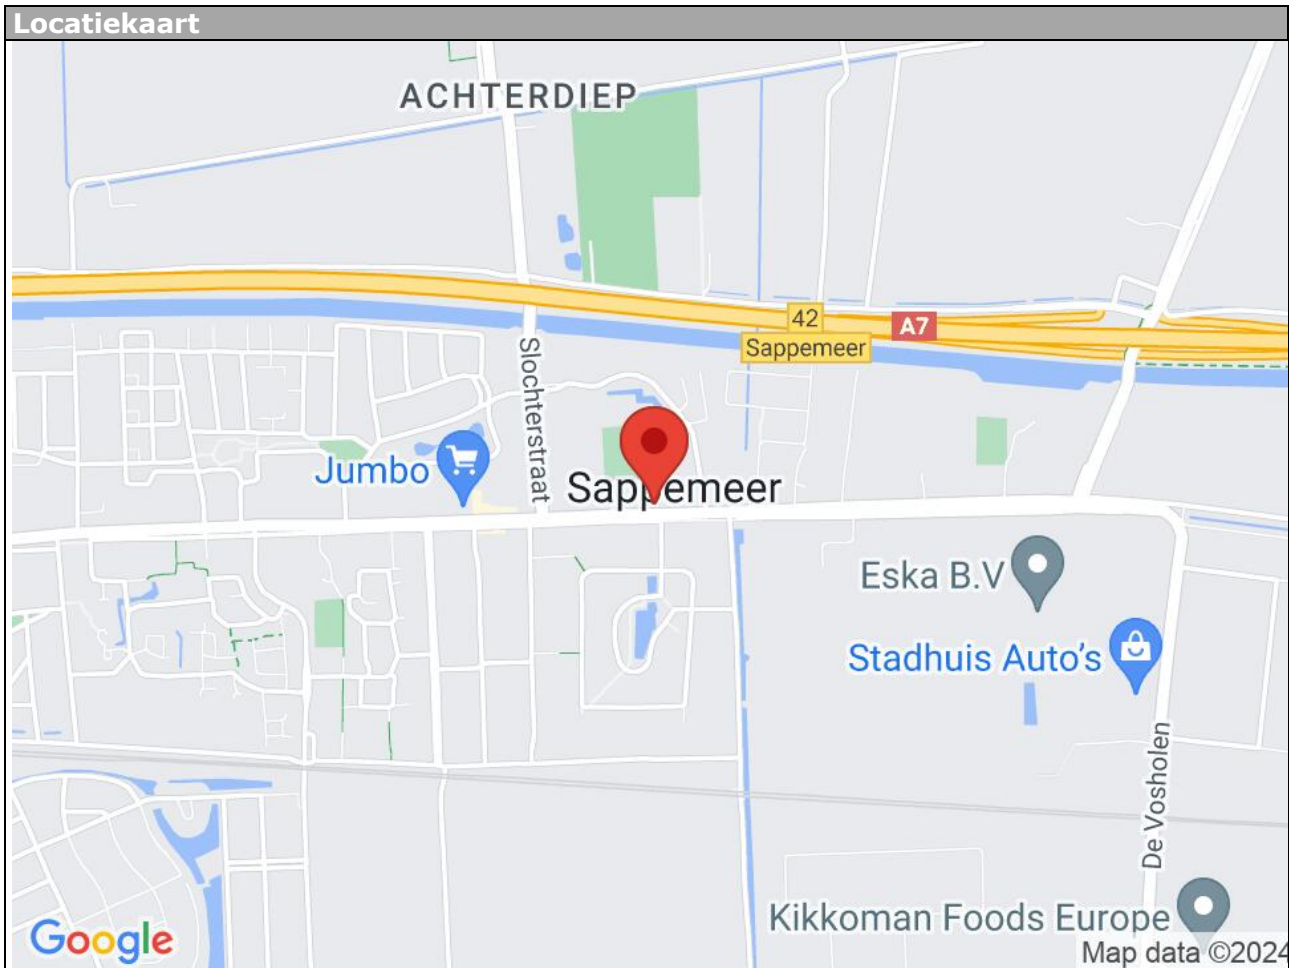 Locatiekaart
ACHTERDIEP
42
A7
Sappemeer
Slochterstraat
Jumbo
Sappemeer
Eska B.V
Stadhuis Auto's
De Vosholen
Kikkoman Foods Europe
Google
Map data ©2024